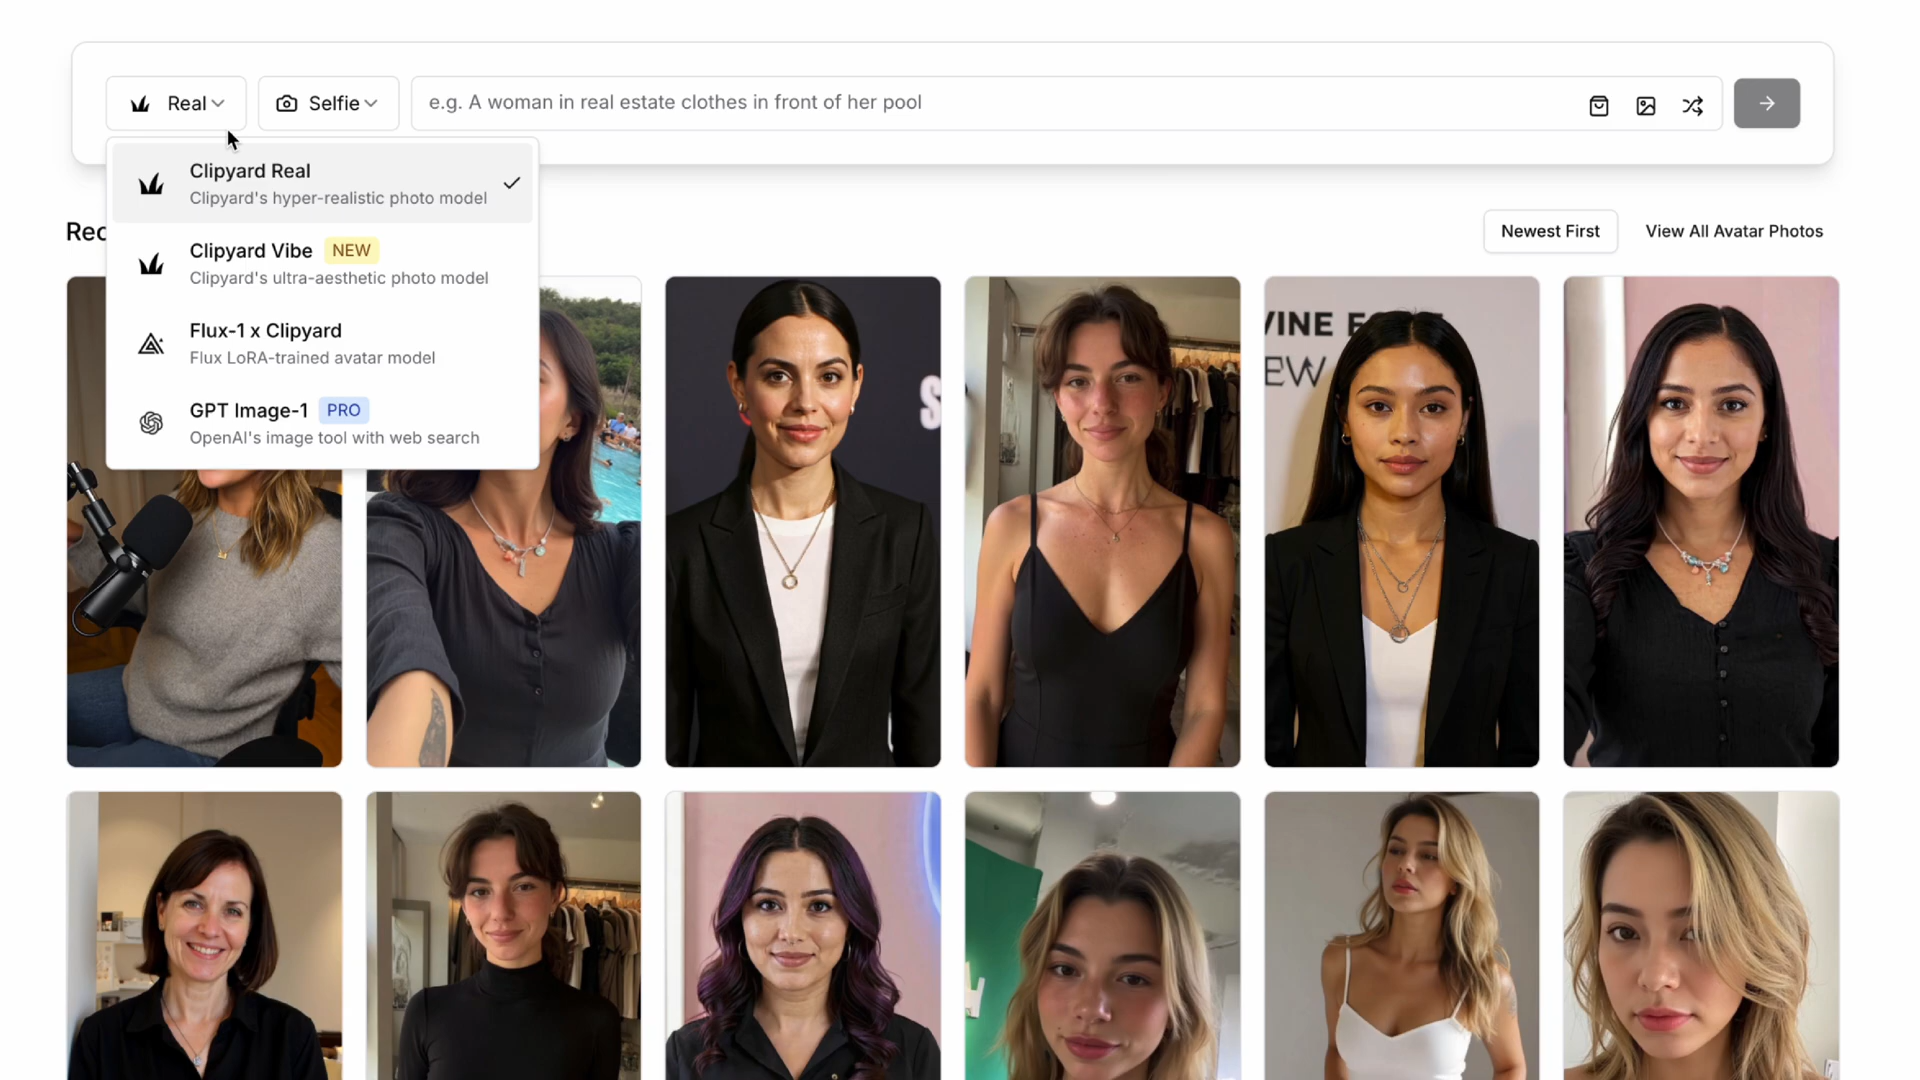 Real
Selfie
e.g. A woman in real estate clothes in front of her pool
Clipyard Real
Clipyard's hyper-realistic photo model
Clipyard Vibe NEW
Clipyard's ultra-aesthetic photo model
Flux-1 x Clipyard
Flux LoRA-trained avatar model
GPT Image-1 PRO
OpenAI's image tool with web search
Newest First
View All Avatar Photos